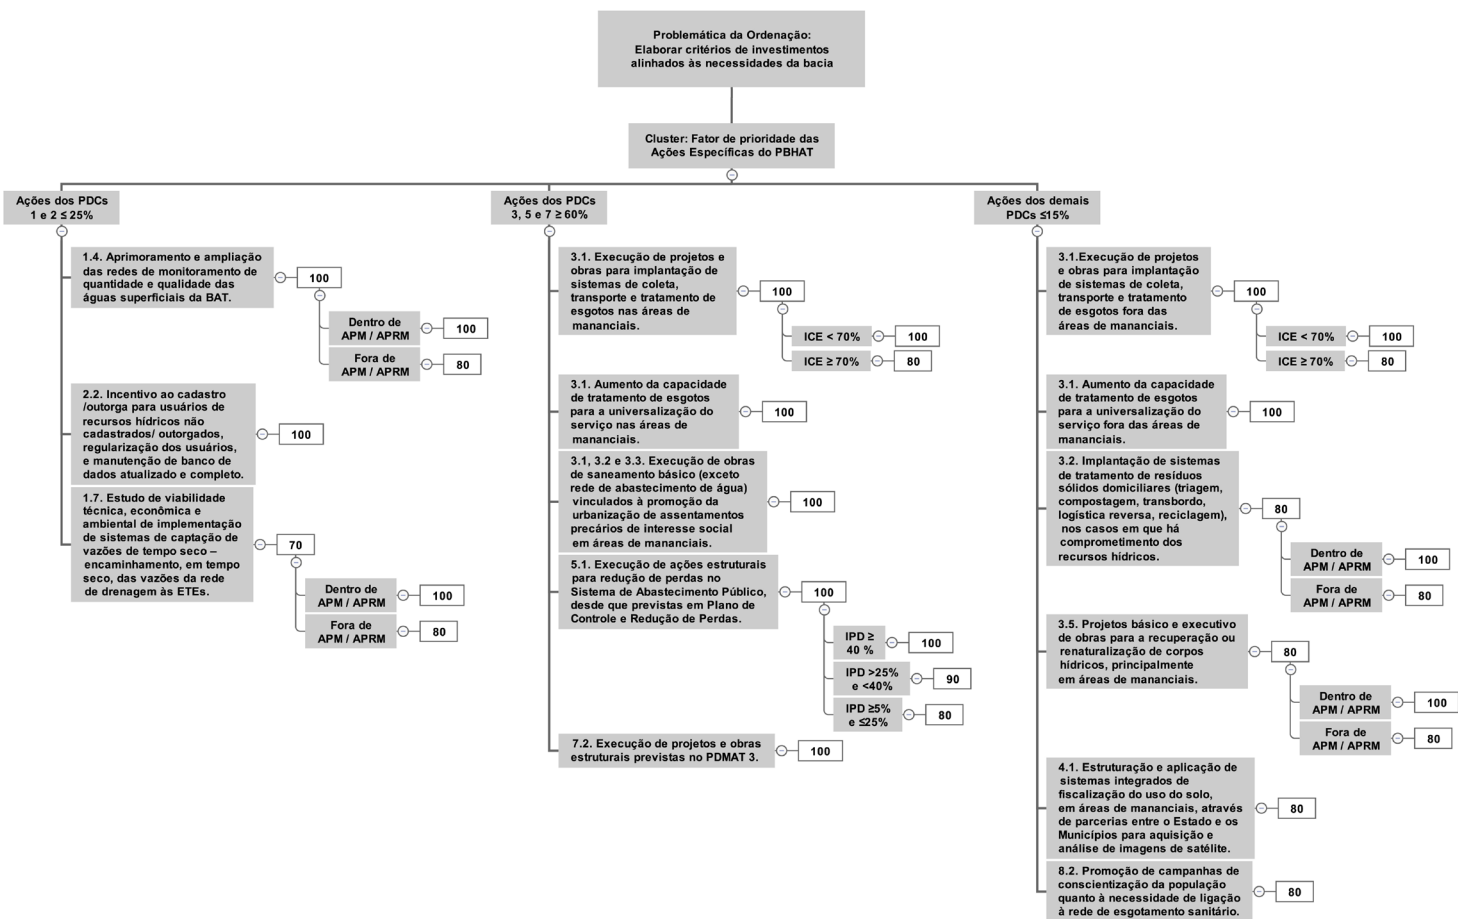 Problemática da Ordenação:
Elaborar critérios de investimentos
alinhados às necessidades da bacia
Cluster: Fator de prioridade das
Ações Específicas do PBHAT
Ações dos PDCs
1 e 2 ≤ 25%
1.4. Aprimoramento e ampliação
das redes de monitoramento de
quantidade e qualidade das
águas superficiais da BAT.
100
Dentro de
APM / APRM
100
Fora de
APM / APRM
80
2.2. Incentivo ao cadastro
/outorga para usuários de
recursos hídricos não
cadastrados/ outorgados,
regularização dos usuários,
e manutenção de banco de
dados atualizado e completo.
100
1.7. Estudo de viabilidade
técnica, econômica e
ambiental de implementação
de sistemas de captação de
vazões de tempo seco –
encaminhamento, em tempo
seco, das vazões da rede
de drenagem às ETEs.
70
Dentro de
APM / APRM
100
Fora de
APM / APRM
80
Ações dos PDCs
3, 5 e 7 ≥ 60%
3.1. Execução de projetos e
obras para implantação de
sistemas de coleta,
transporte e tratamento de
esgotos nas áreas de
mananciais.
100
ICE < 70%
100
ICE ≥ 70%
80
3.1. Aumento da capacidade
de tratamento de esgotos
para a universalização do
serviço nas áreas de
mananciais.
100
3.1, 3.2 e 3.3. Execução de obras
de saneamento básico (exceto
rede de abastecimento de água)
vinculados à promoção da
urbanização de assentamentos
precários de interesse social
em áreas de mananciais.
100
5.1. Execução de ações estruturais
para redução de perdas no
Sistema de Abastecimento Público,
desde que previstas em Plano de
Controle e Redução de Perdas.
100
IPD ≥
40 %
100
IPD >25%
e <40%
90
IPD ≥5%
e ≤25%
80
7.2. Execução de projetos e obras
estruturais previstas no PDMAT 3.
100
Ações dos demais
PDCs ≤15%
3.1.Execução de projetos
e obras para implantação
de sistemas de coleta,
transporte e tratamento
de esgotos fora das
áreas de mananciais.
100
ICE < 70%
100
ICE ≥ 70%
80
3.1. Aumento da capacidade
de tratamento de esgotos
para a universalização do
serviço fora das áreas de
mananciais.
100
3.2. Implantação de sistemas
de tratamento de resíduos
sólidos domiciliares (triagem,
compostagem, transbordo,
logística reversa, reciclagem),
nos casos em que há
comprometimento dos
recursos hídricos.
80
Dentro de
APM / APRM
100
Fora de
APM / APRM
80
3.5. Projetos básico e executivo
de obras para a recuperação ou
renaturalização de corpos
hídricos, principalmente
em áreas de mananciais.
80
Dentro de
APM / APRM
100
Fora de
APM / APRM
80
4.1. Estruturação e aplicação de
sistemas integrados de
fiscalização do uso do solo,
em áreas de mananciais, através
de parcerias entre o Estado e os
Municípios para aquisição e
análise de imagens de satélite.
80
8.2. Promoção de campanhas de
conscientização da população
quanto à necessidade de ligação
à rede de esgotamento sanitário.
80